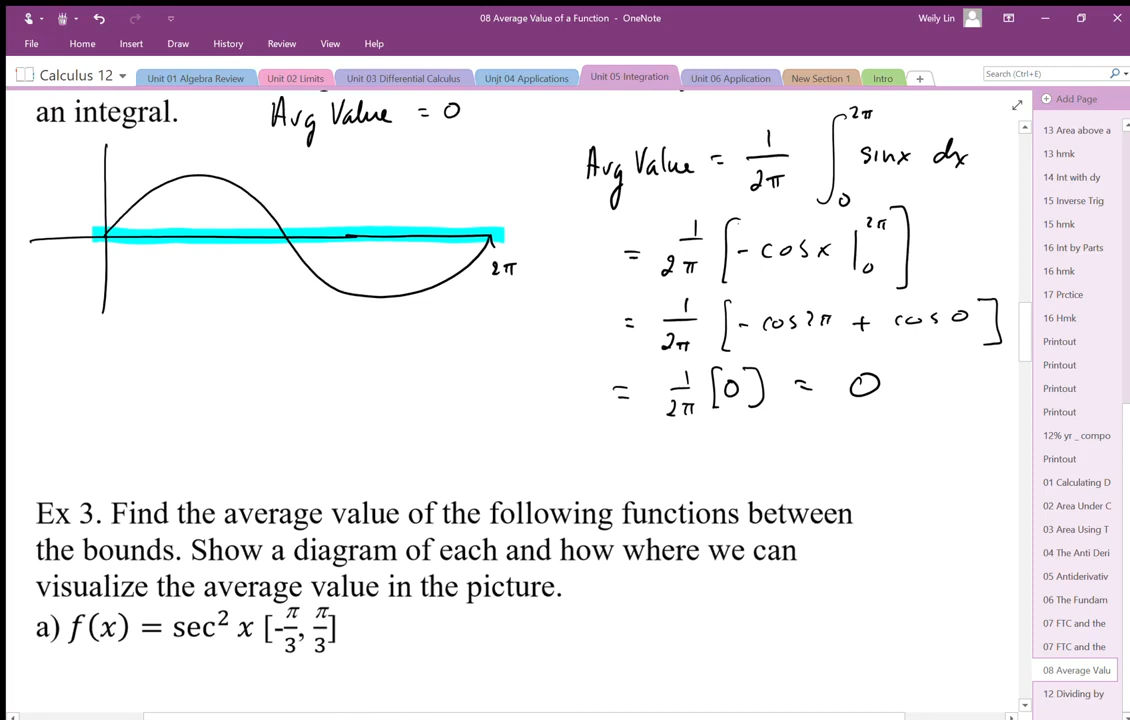 08 Average Value of a Function - OneNote
Weily Lin
File Home Insert Draw History Review View Help
Calculus 12
Unit 01 Algebra Review
Unit 02 Limits
Unit 03 Differential Calculus
Unit 04 Applications
Unit 05 Integration
Unit 06 Application
New Section 1
Intro
Search (Ctrl+E)
an integral.
Avg Value = 0
2π
Avg Value = 1/2π ∫₀^2π sinx dx
= 1/2π [-cosx |₀^2π]
= 1/2π [-cos2π + cos0]
= 1/2π [0] = 0
Ex 3. Find the average value of the following functions between
the bounds. Show a diagram of each and how where we can
visualize the average value in the picture.
a) f(x) = sec² x [-π/3, π/3]
Add Page
13 Area above a
13 hmk
14 Int with dy
15 Inverse Trig
15 hmk
16 Int by Parts
16 hmk
17 Prctice
16 Hmk
Printout
Printout
Printout
Printout
12% yr _ compo
Printout
01 Calculating D
02 Area Under C
03 Area Using T
04 The Anti Deri
05 Antiderivativ
06 The Fundam
07 FTC and the
07 FTC and the
08 Average Valu
12 Dividing by